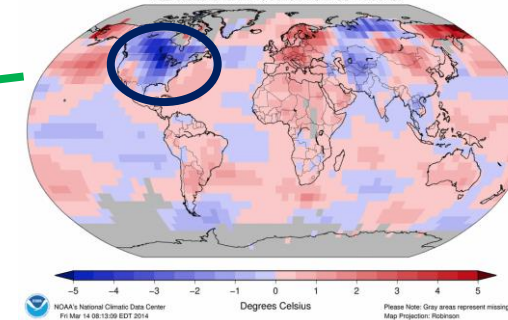 -5 -4 -3 -2 -1 0 1 2 3 4 5
Degrees Celsius
NOAA's National Climatic Data Center
Fri Mar 14 08:13:09 EDT 2014
Please Note: Gray areas represent missing
Map Projection: Robinson